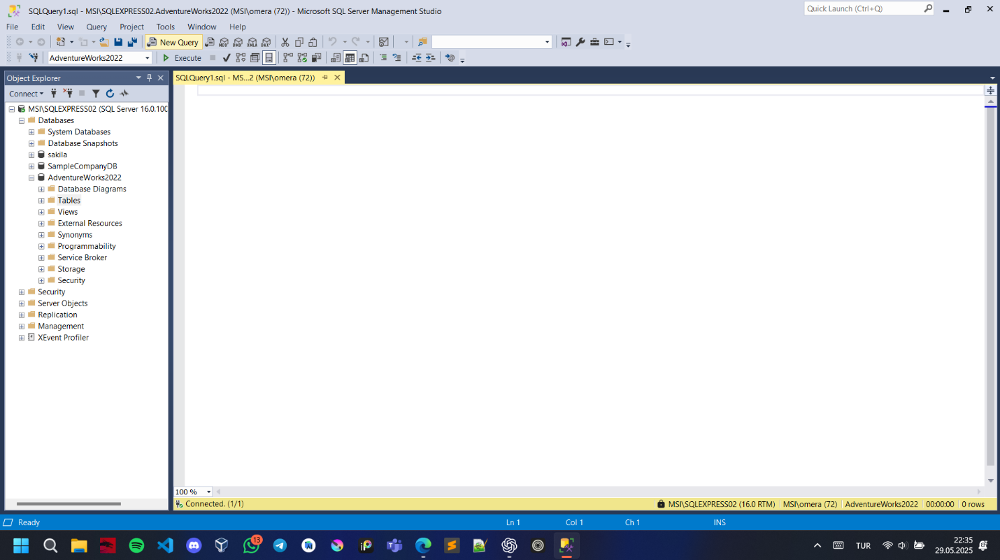 SQLQuery1.sql - MSI\SQLEXPRESS02.AdventureWorks2022 (MSI\omera (72)) - Microsoft SQL Server Management Studio
Quick Launch (Ctrl+Q)
File Edit View Query Project Tools Window Help
New Query MDX DMX XMLA DAX
AdventureWorks2022 Execute
Object Explorer
SQLQuery1.sql - MS...2 (MSI\omera (72))
Connect
MSI\SQLEXPRESS02 (SQL Server 16.0.100
Databases
System Databases
Database Snapshots
sakila
SampleCompanyDB
AdventureWorks2022
Database Diagrams
Tables
Views
External Resources
Synonyms
Programmability
Service Broker
Storage
Security
Security
Server Objects
Replication
Management
XEvent Profiler
100 %
Connected. (1/1) MSI\SQLEXPRESS02 (16.0 RTM) MSI\omera (72) AdventureWorks2022 00:00:00 0 rows
Ready Ln 1 Col 1 Ch 1 INS
13
iP
TUR
22:35
29.05.2025